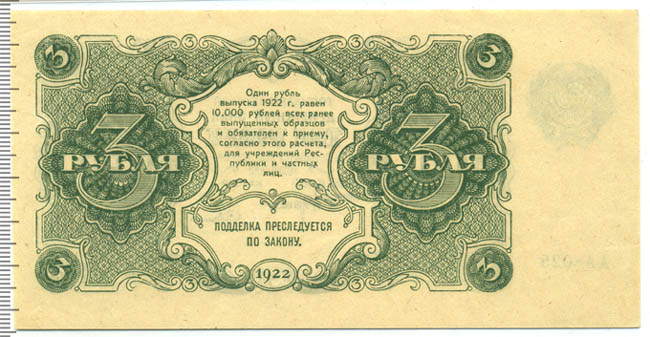 3 3
Один рубль
выпуска 1922 г. равен
10,000 рублей всех ранее
выпущенных образцов
и обязателен к приему,
согласно этого расчета,
для учреждений Рес-
публики и частных
лиц.
3 РУБЛЯ 3 РУБЛЯ
ПОДДЕЛКА ПРЕСЛЕДУЕТСЯ
ПО ЗАКОНУ.
3 1922 3